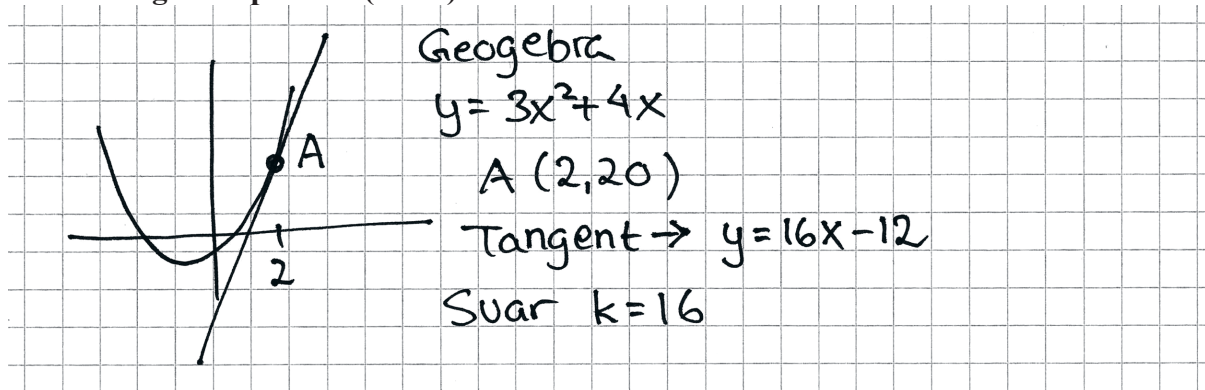 Geogebra
y = 3x²+4x
A
A (2,20)
Tangent → y = 16x-12
2
Svar k = 16